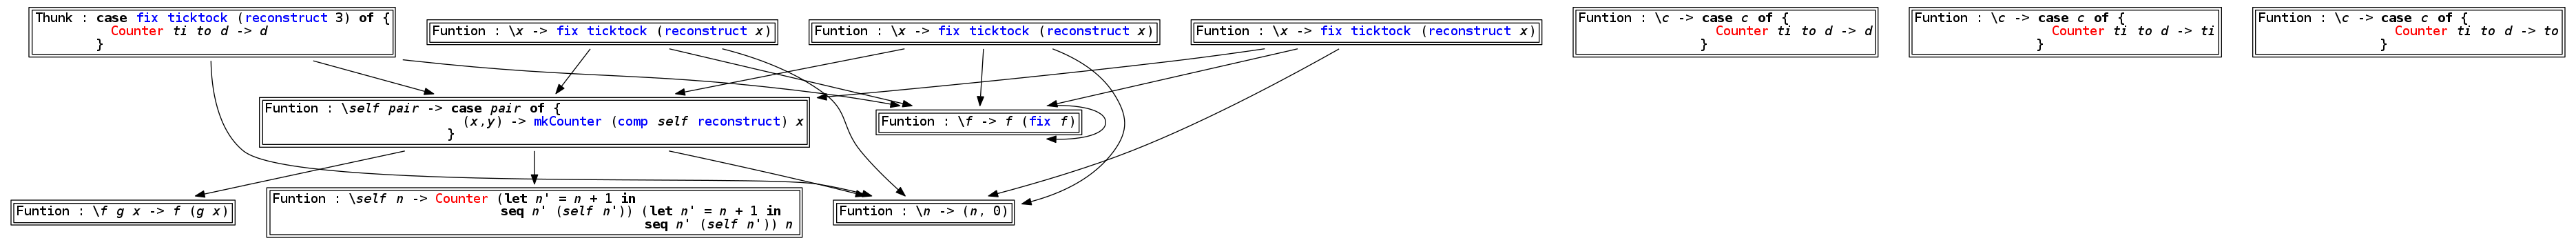 Thunk : case fix ticktock (reconstruct 3) of {
Counter ti to d -> d
}
Funtion : \x -> fix ticktock (reconstruct x)
Funtion : \x -> fix ticktock (reconstruct x)
Funtion : \x -> fix ticktock (reconstruct x)
Funtion : \c -> case c of {
Counter ti to d -> d
}
Funtion : \c -> case c of {
Counter ti to d -> ti
}
Funtion : \c -> case c of {
Counter ti to d -> to
}
Funtion : \self pair -> case pair of {
(x,y) -> mkCounter (comp self reconstruct) x
}
Funtion : \f -> f (fix f)
Funtion : \f g x -> f (g x)
Funtion : \self n -> Counter (let n' = n + 1 in
seq n' (self n')) (let n' = n + 1 in
seq n' (self n')) n
Funtion : \n -> (n, 0)